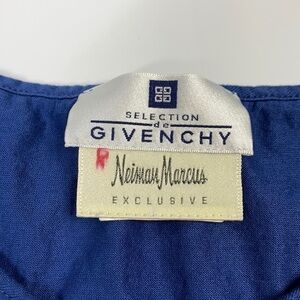 SELECTION
de
GIVENCHY
R
Neiman Marcus
EXCLUSIVE